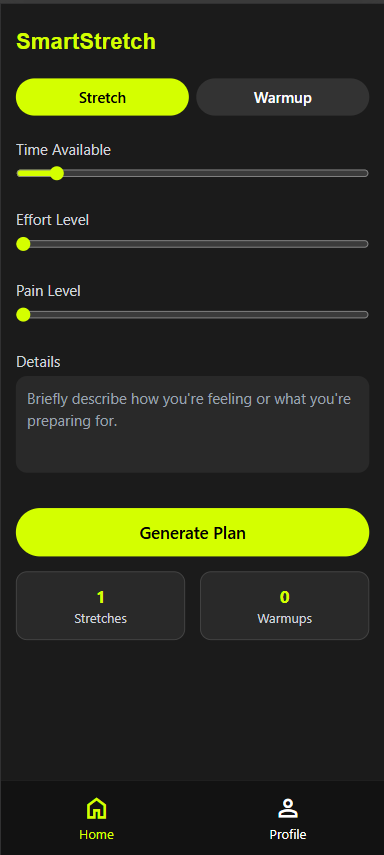 SmartStretch
Stretch
Warmup
Time Available
Effort Level
Pain Level
Details
Briefly describe how you're feeling or what you're
preparing for.
Generate Plan
1
Stretches
0
Warmups
Home
Profile